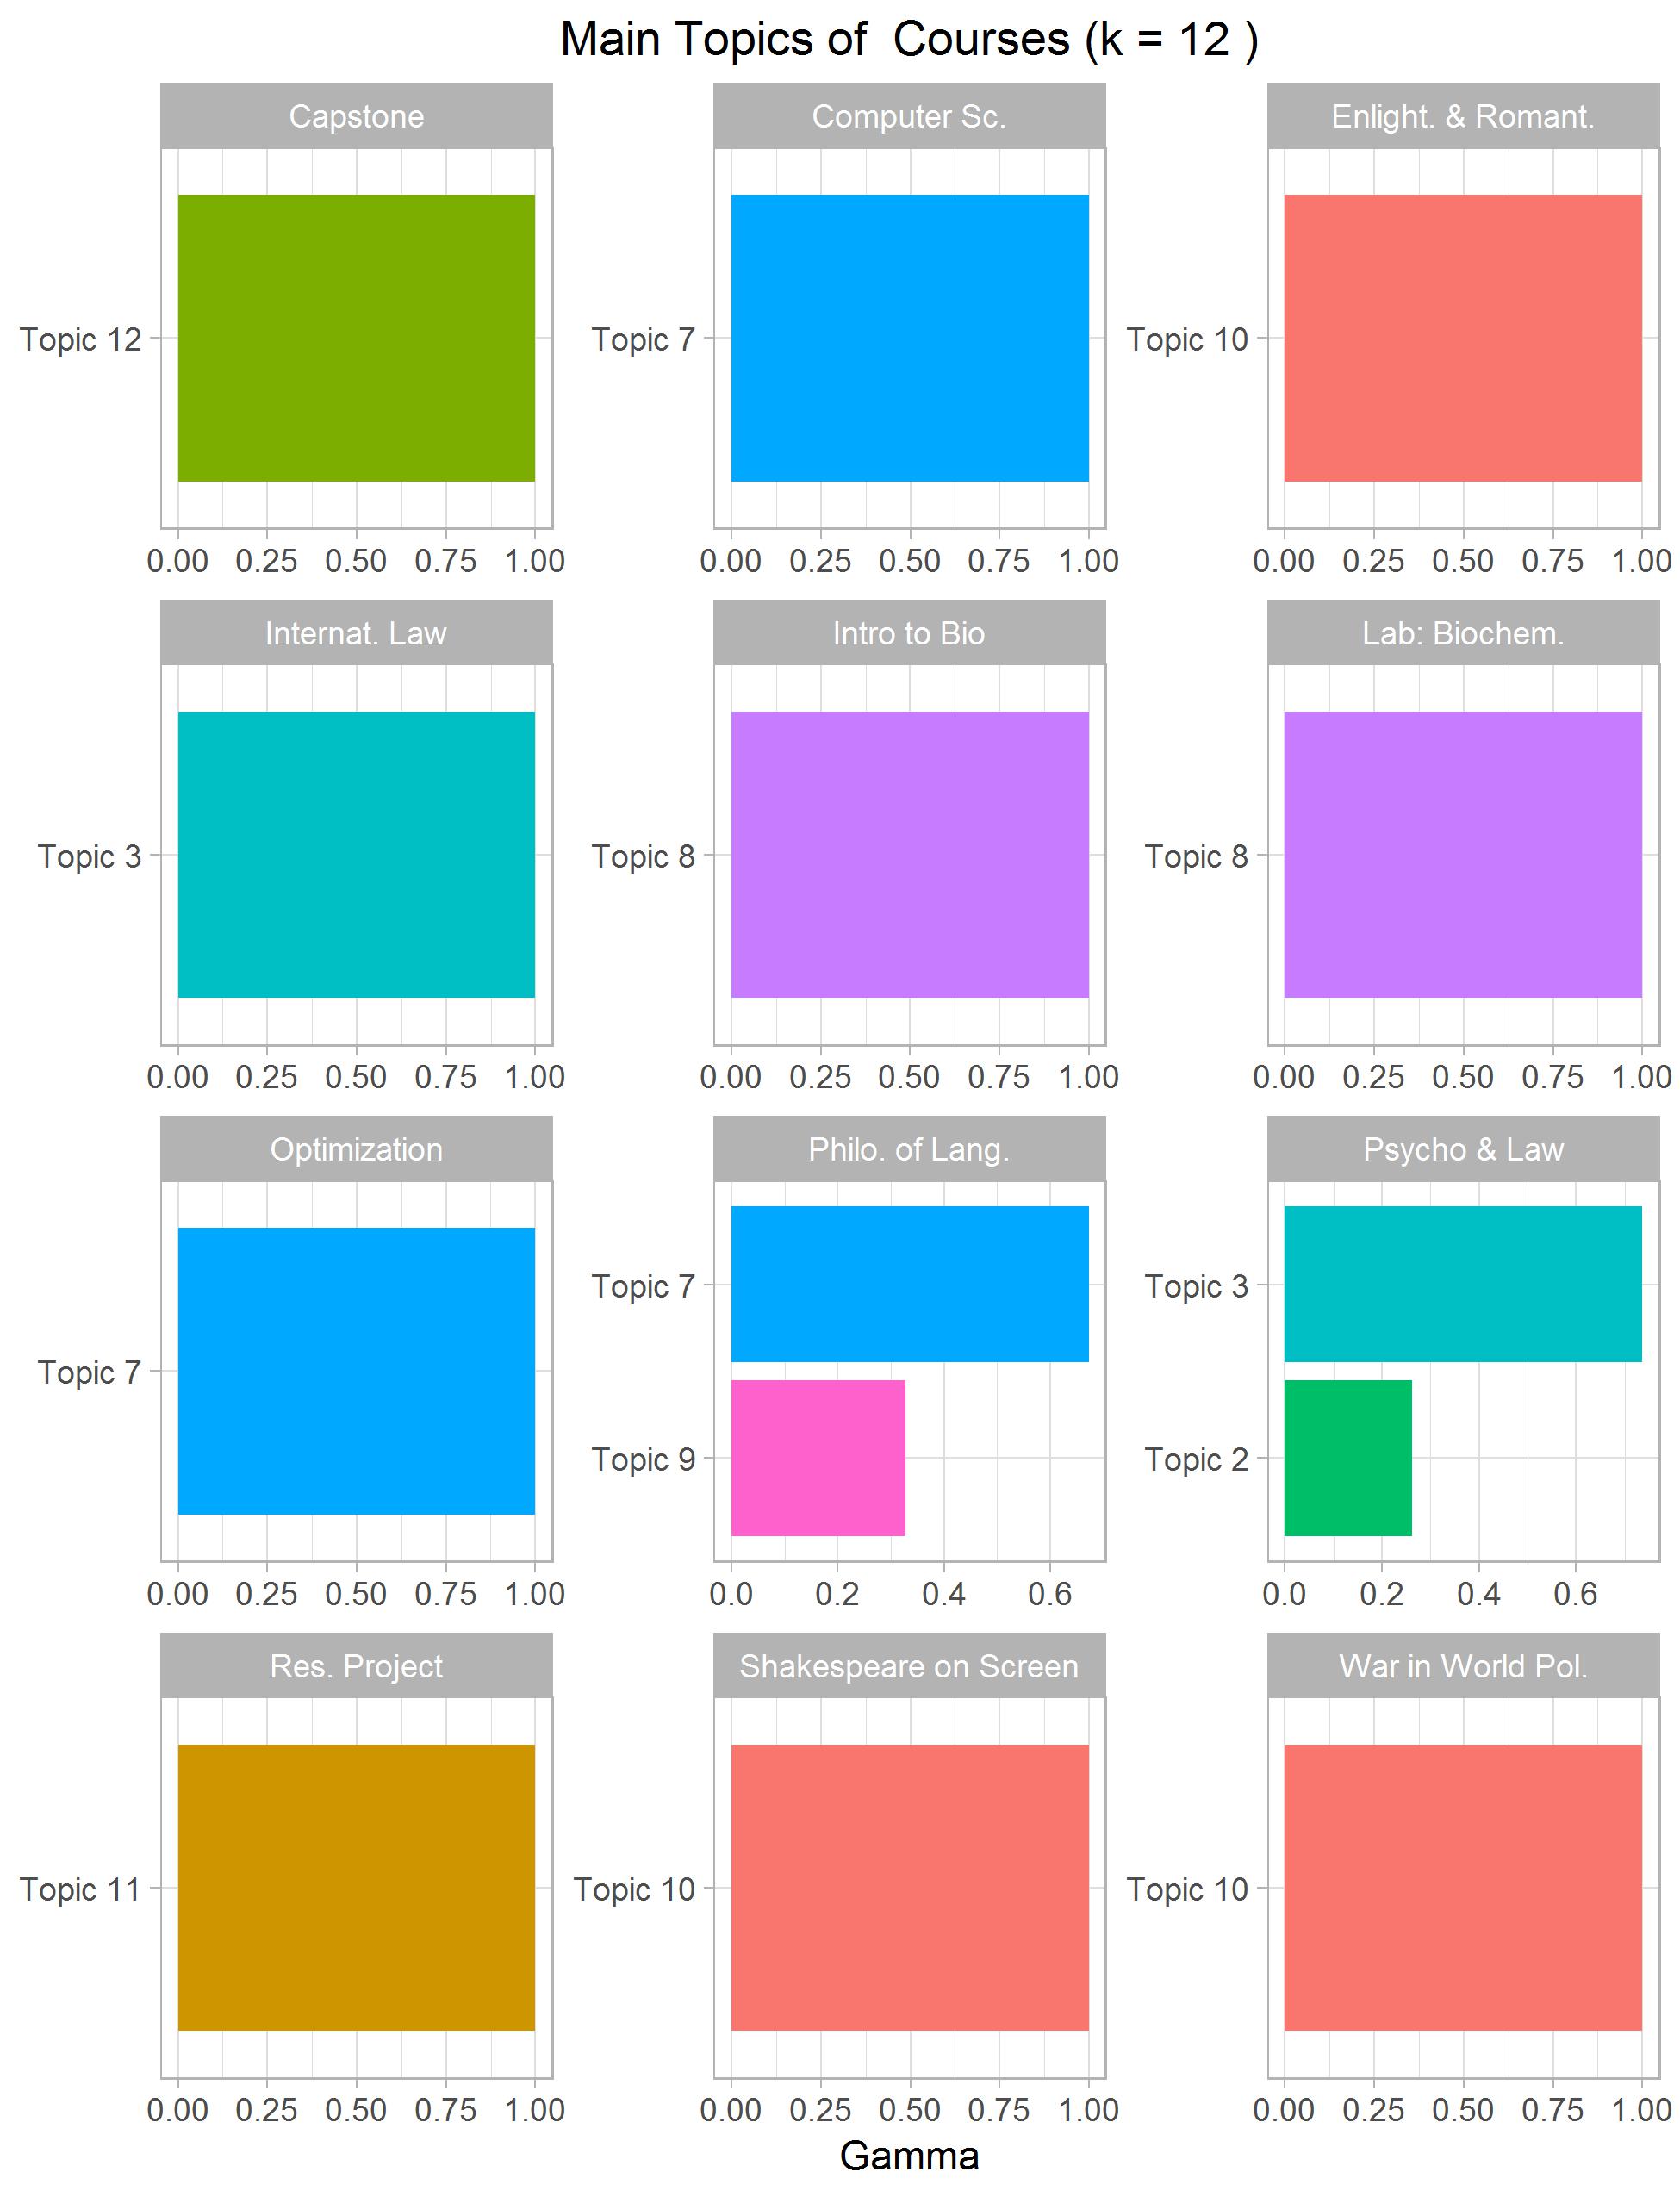 Main Topics of  Courses (k = 12 )
Capstone
Computer Sc.
Enlight. & Romant.
Topic 12
Topic 7
Topic 10
0.00 0.25 0.50 0.75 1.00
0.00 0.25 0.50 0.75 1.00
0.00 0.25 0.50 0.75 1.00
Internat. Law
Intro to Bio
Lab: Biochem.
Topic 3
Topic 8
Topic 8
0.00 0.25 0.50 0.75 1.00
0.00 0.25 0.50 0.75 1.00
0.00 0.25 0.50 0.75 1.00
Optimization
Philo. of Lang.
Psycho & Law
Topic 7
Topic 7
Topic 9
Topic 3
Topic 2
0.00 0.25 0.50 0.75 1.00
0.0 0.2 0.4 0.6
0.0 0.2 0.4 0.6
Res. Project
Shakespeare on Screen
War in World Pol.
Topic 11
Topic 10
Topic 10
0.00 0.25 0.50 0.75 1.00
0.00 0.25 0.50 0.75 1.00
0.00 0.25 0.50 0.75 1.00
Gamma